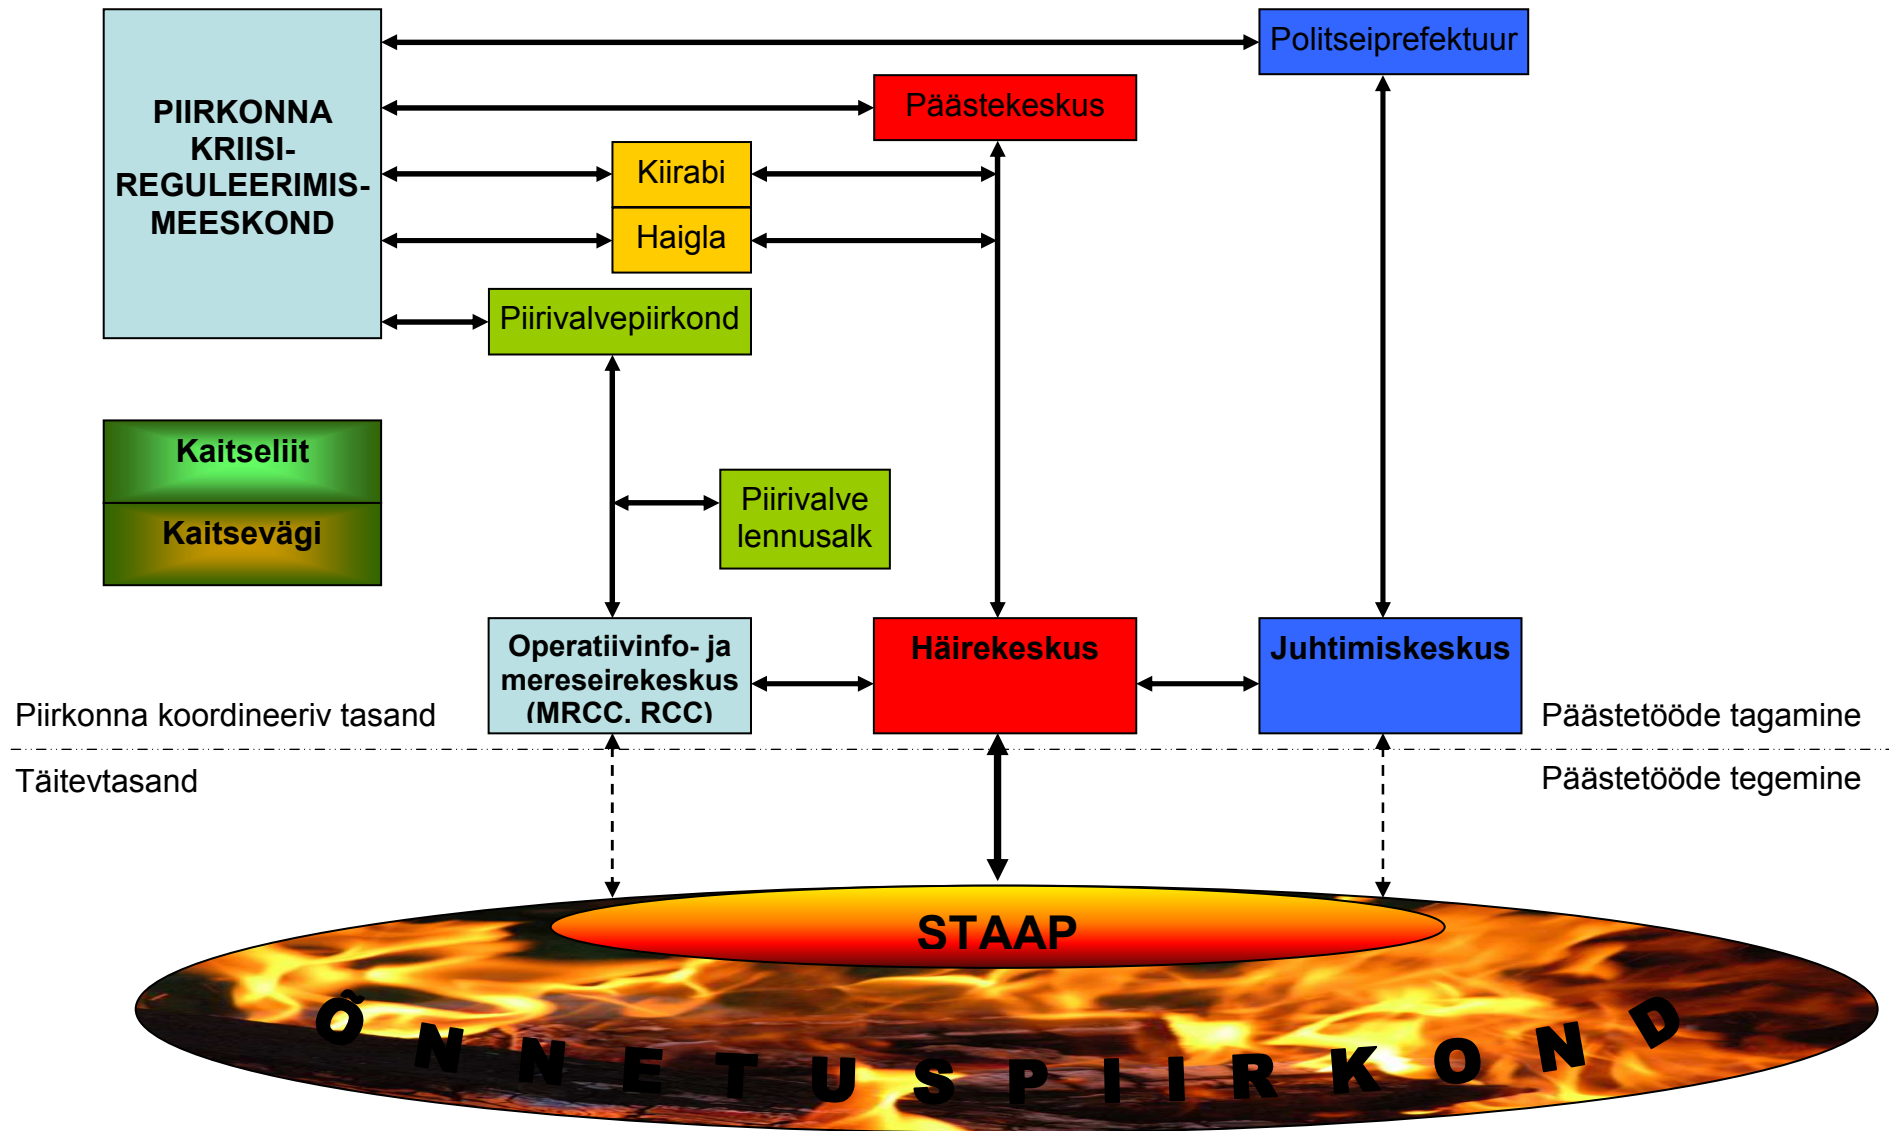 Politseiprefektuur
Päästekeskus
PIIRKONNA
KRIISI-
REGULEERIMIS-
MEESKOND
Kiirabi
Haigla
Piirivalvepiirkond
Kaitseliit
Kaitsevägi
Piirivalve
lennusalk
Operatiivinfo- ja
mereseirekeskus
(MRCC, RCC)
Häirekeskus
Juhtimiskeskus
Piirkonna koordineeriv tasand
Päästetööde tagamine
Täitevtasand
Päästetööde tegemine
STAAP
ÕNNETUSPIIRKOND